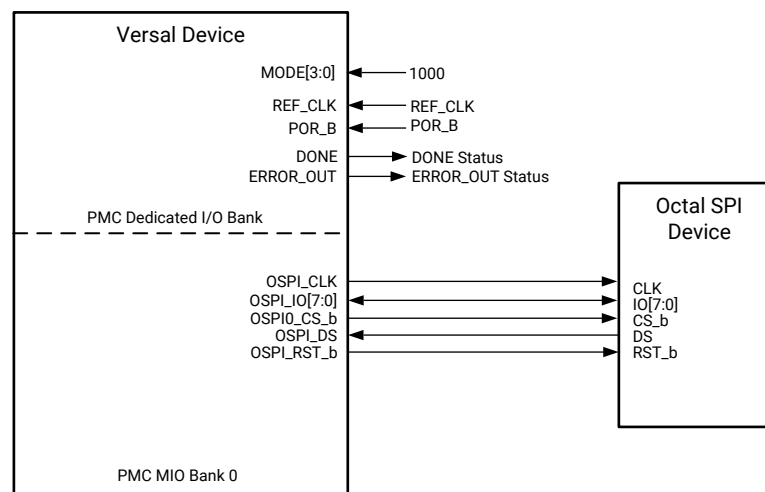 Versal Device
MODE[3:0] 1000
REF_CLK REF_CLK
POR_B POR_B
DONE DONE Status
ERROR_OUT ERROR_OUT Status
PMC Dedicated I/O Bank
Octal SPI
Device
OSPI_CLK CLK
OSPI_IO[7:0] IO[7:0]
OSPI0_CS_b CS_b
OSPI_DS DS
OSPI_RST_b RST_b
PMC MIO Bank 0